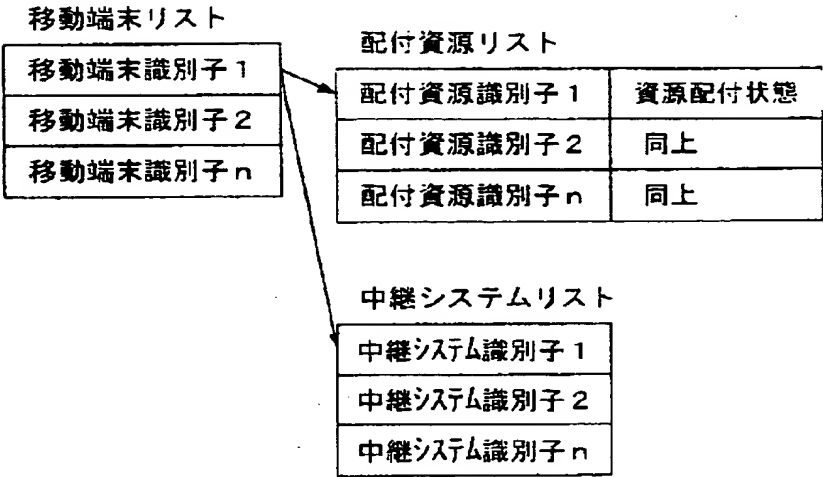 移動端末リスト
移動端末識別子1
移動端末識別子2
移動端末識別子n
配付資源リスト
配付資源識別子1 資源配付状態
配付資源識別子2 同上
配付資源識別子n 同上
中継システムリスト
中継システム識別子1
中継システム識別子2
中継システム識別子n